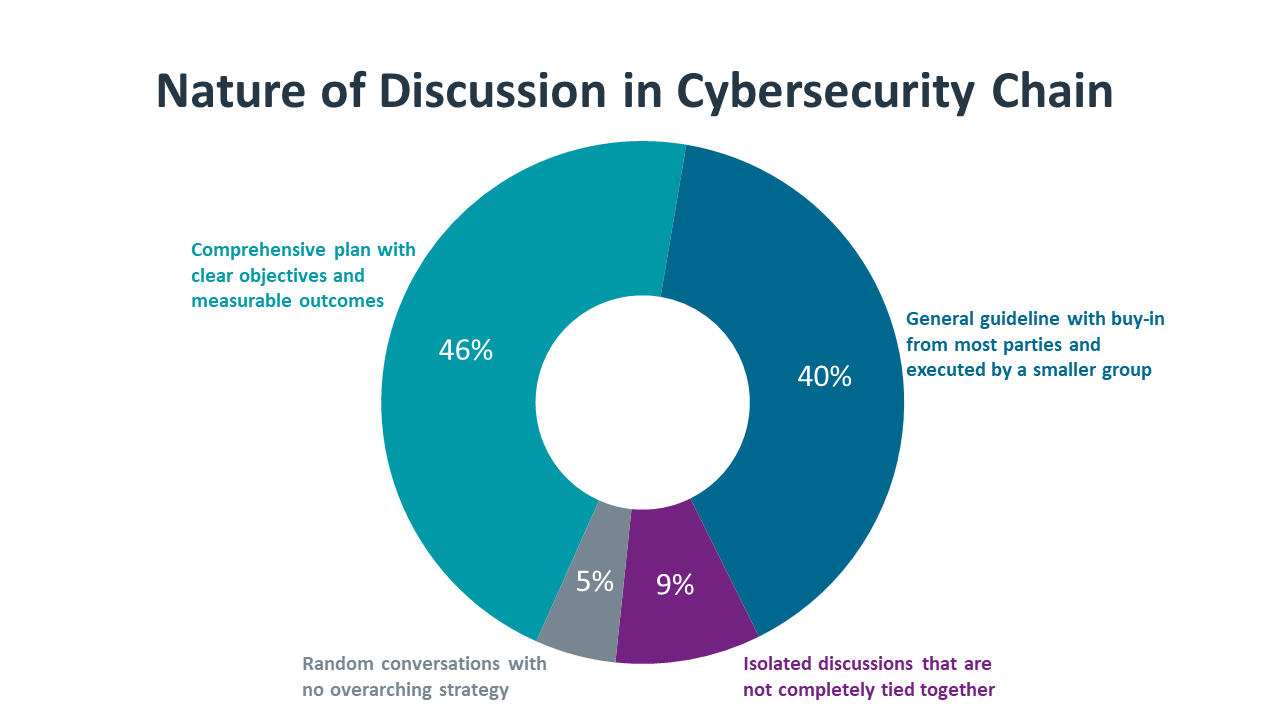 Nature of Discussion in Cybersecurity Chain
Comprehensive plan with
clear objectives and
measurable outcomes
46%
General guideline with buy-in
from most parties and
executed by a smaller group
40%
5%
9%
Random conversations with
no overarching strategy
Isolated discussions that are
not completely tied together